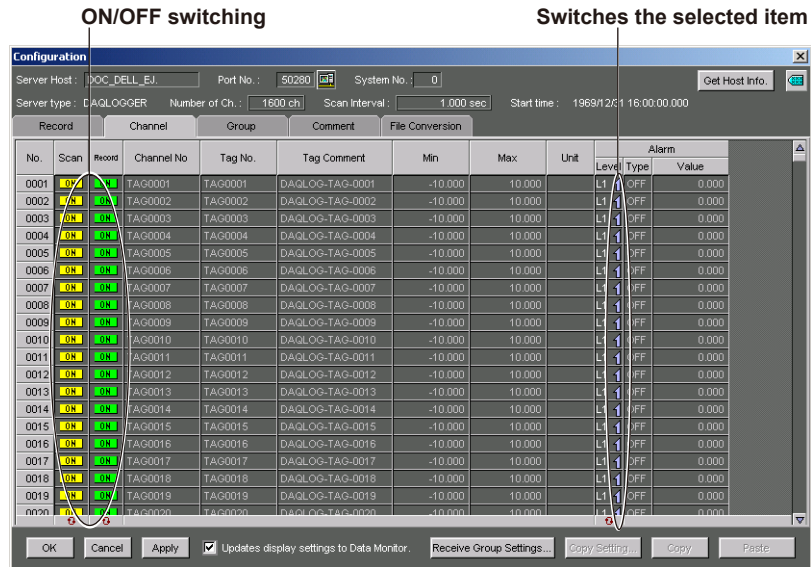 ON/OFF switching Switches the selected item
Configuration
Server Host : DOC_DELL_EJ. Port No. : 50280 System No. : 0 Get Host Info.
Server type : DAQLOGGER Number of Ch. : 1600 ch Scan Interval : 1.000 sec Start time : 1969/12/31 16:00:00.000
Record Channel Group Comment File Conversion
No. Scan Record Channel No Tag No. Tag Comment Min Max Unit Alarm
Level Type Value
0001 ON ON TAG0001 TAG0001 DAQLOG-TAG-0001 -10.000 10.000 L1 1 OFF 0.000
0002 ON ON TAG0002 TAG0002 DAQLOG-TAG-0002 -10.000 10.000 L1 1 OFF 0.000
0003 ON ON TAG0003 TAG0003 DAQLOG-TAG-0003 -10.000 10.000 L1 1 OFF 0.000
0004 ON ON TAG0004 TAG0004 DAQLOG-TAG-0004 -10.000 10.000 L1 1 OFF 0.000
0005 ON ON TAG0005 TAG0005 DAQLOG-TAG-0005 -10.000 10.000 L1 1 OFF 0.000
0006 ON ON TAG0006 TAG0006 DAQLOG-TAG-0006 -10.000 10.000 L1 1 OFF 0.000
0007 ON ON TAG0007 TAG0007 DAQLOG-TAG-0007 -10.000 10.000 L1 1 OFF 0.000
0008 ON ON TAG0008 TAG0008 DAQLOG-TAG-0008 -10.000 10.000 L1 1 OFF 0.000
0009 ON ON TAG0009 TAG0009 DAQLOG-TAG-0009 -10.000 10.000 L1 1 OFF 0.000
0010 ON ON TAG0010 TAG0010 DAQLOG-TAG-0010 -10.000 10.000 L1 1 OFF 0.000
0011 ON ON TAG0011 TAG0011 DAQLOG-TAG-0011 -10.000 10.000 L1 1 OFF 0.000
0012 ON ON TAG0012 TAG0012 DAQLOG-TAG-0012 -10.000 10.000 L1 1 OFF 0.000
0013 ON ON TAG0013 TAG0013 DAQLOG-TAG-0013 -10.000 10.000 L1 1 OFF 0.000
0014 ON ON TAG0014 TAG0014 DAQLOG-TAG-0014 -10.000 10.000 L1 1 OFF 0.000
0015 ON ON TAG0015 TAG0015 DAQLOG-TAG-0015 -10.000 10.000 L1 1 OFF 0.000
0016 ON ON TAG0016 TAG0016 DAQLOG-TAG-0016 -10.000 10.000 L1 1 OFF 0.000
0017 ON ON TAG0017 TAG0017 DAQLOG-TAG-0017 -10.000 10.000 L1 1 OFF 0.000
0018 ON ON TAG0018 TAG0018 DAQLOG-TAG-0018 -10.000 10.000 L1 1 OFF 0.000
0019 ON ON TAG0019 TAG0019 DAQLOG-TAG-0019 -10.000 10.000 L1 1 OFF 0.000
0020 ON ON TAG0020 TAG0020 DAQLOG-TAG-0020 -10.000 10.000 L1 1 OFF 0.000
OK Cancel Apply Updates display settings to Data Monitor. Receive Group Settings... Copy Setting... Copy Paste